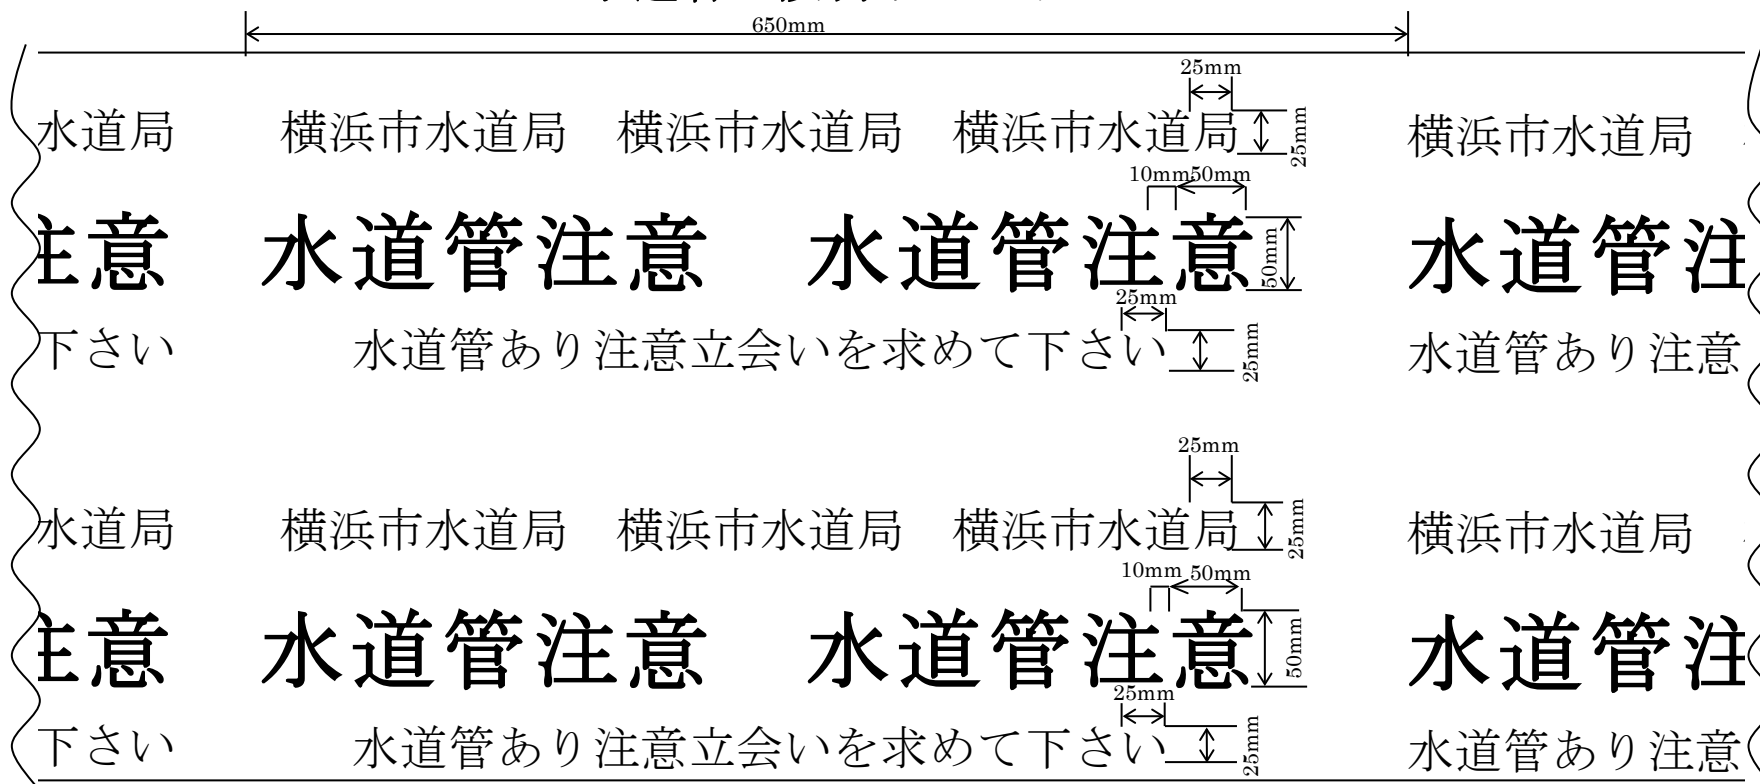 650mm
25mm
水道局 横浜市水道局 横浜市水道局 横浜市水道局 25mm 横浜市水道局
10mm 50mm
注意 水道管注意 水道管注意 50mm 水道管注
25mm
下さい 水道管あり注意立会いを求めて下さい 25mm 水道管あり注意
25mm
水道局 横浜市水道局 横浜市水道局 横浜市水道局 25mm 横浜市水道局
10mm 50mm
注意 水道管注意 水道管注意 50mm 水道管注
25mm
下さい 水道管あり注意立会いを求めて下さい 25mm 水道管あり注意